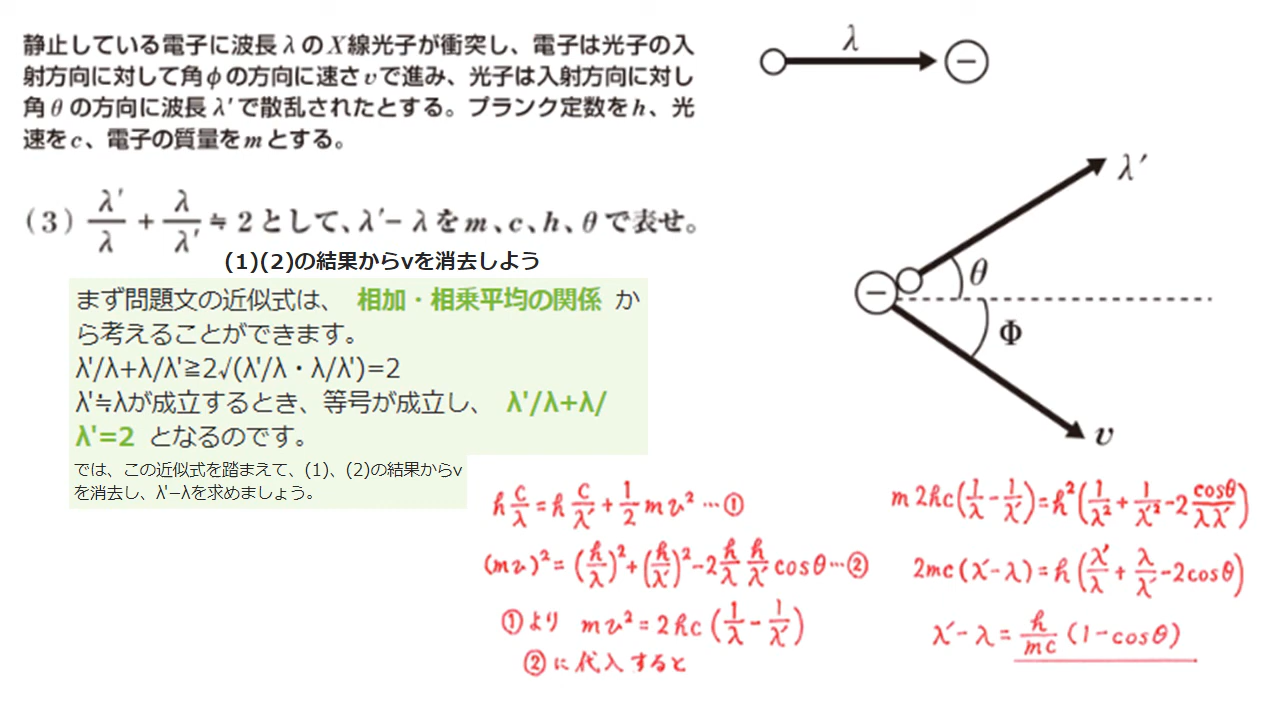 静止している電子に波長λのX線光子が衝突し、電子は光子の入
射方向に対して角φの方向に速さvで進み、光子は入射方向に対し
角θの方向に波長λ′で散乱されたとする。プランク定数をh、光
速をc、電子の質量をmとする。
(3) λ′/λ + λ/λ′ ≒ 2として、λ′−λをm、c、h、θで表せ。
(1)(2)の結果からvを消去しよう
まず問題文の近似式は、 相加・相乗平均の関係 か
ら考えることができます。
λ'/λ+λ/λ'≧2√(λ'/λ・λ/λ')=2
λ'≒λが成立するとき、等号が成立し、 λ'/λ+λ/
λ'=2 となるのです。
では、この近似式を踏まえて、(1)、(2)の結果からv
を消去し、λ'−λを求めましょう。
λ
−
λ′
θ
−
Φ
v
h c/λ = h c/λ′ + 1/2 mv² … ①
(mv)² = (h/λ)² + (h/λ′)² − 2 h/λ h/λ′ cosθ … ②
①より mv² = 2hc (1/λ − 1/λ′)
②に代入すると
m 2hc (1/λ − 1/λ′) = h² (1/λ² + 1/λ′² − 2 cosθ/λλ′)
2mc (λ′ − λ) = h (λ′/λ + λ/λ′ − 2cosθ)
λ′ − λ = h/mc (1 − cosθ)